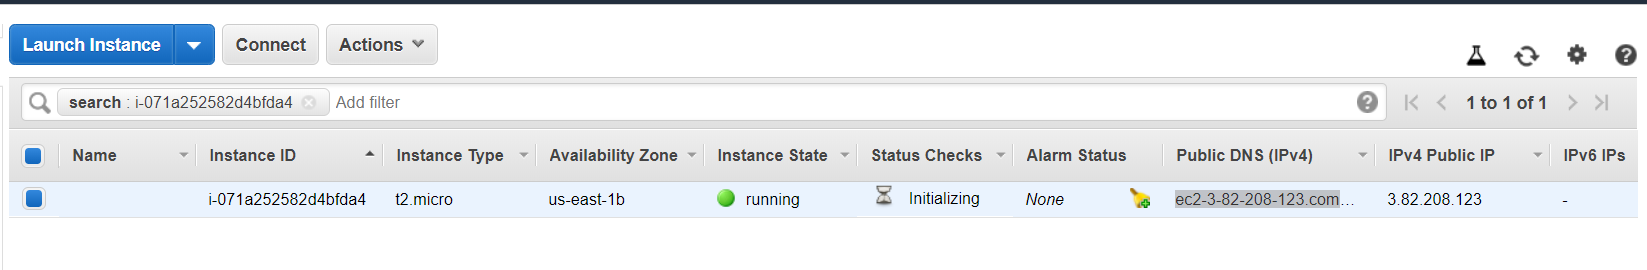 Launch Instance Connect Actions
search : i-071a252582d4bfda4 Add filter 1 to 1 of 1
Name Instance ID Instance Type Availability Zone Instance State Status Checks Alarm Status Public DNS (IPv4) IPv4 Public IP IPv6 IPs
i-071a252582d4bfda4 t2.micro us-east-1b running Initializing None ec2-3-82-208-123.com… 3.82.208.123 -